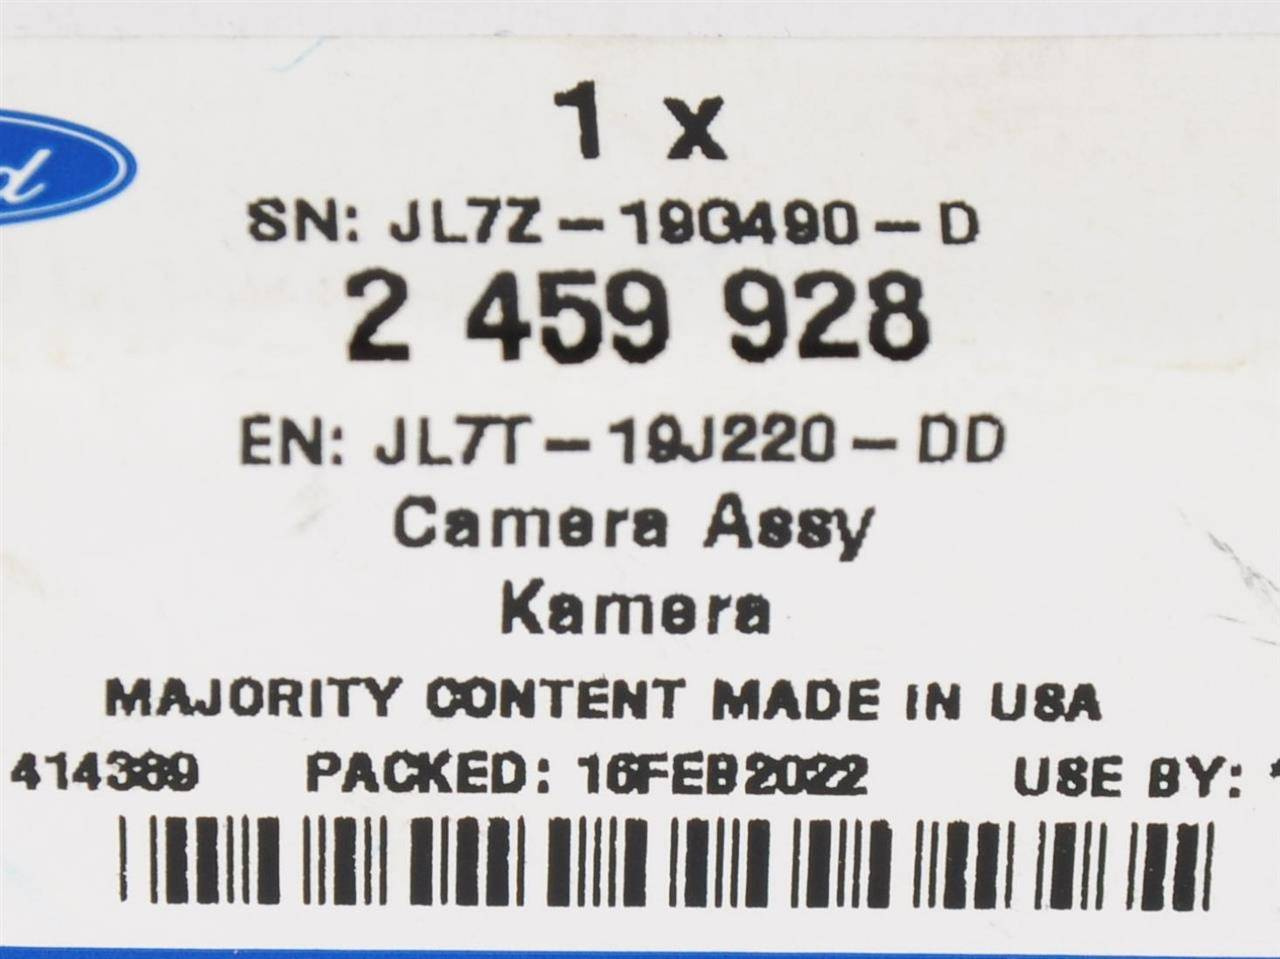 1 x
SN: JL7Z-19G490-D
2 459 928
EN: JL7T-19J220-DD
Camera Assy
Kamera
MAJORITY CONTENT MADE IN USA
414389 PACKED: 16FEB2022 USE BY: